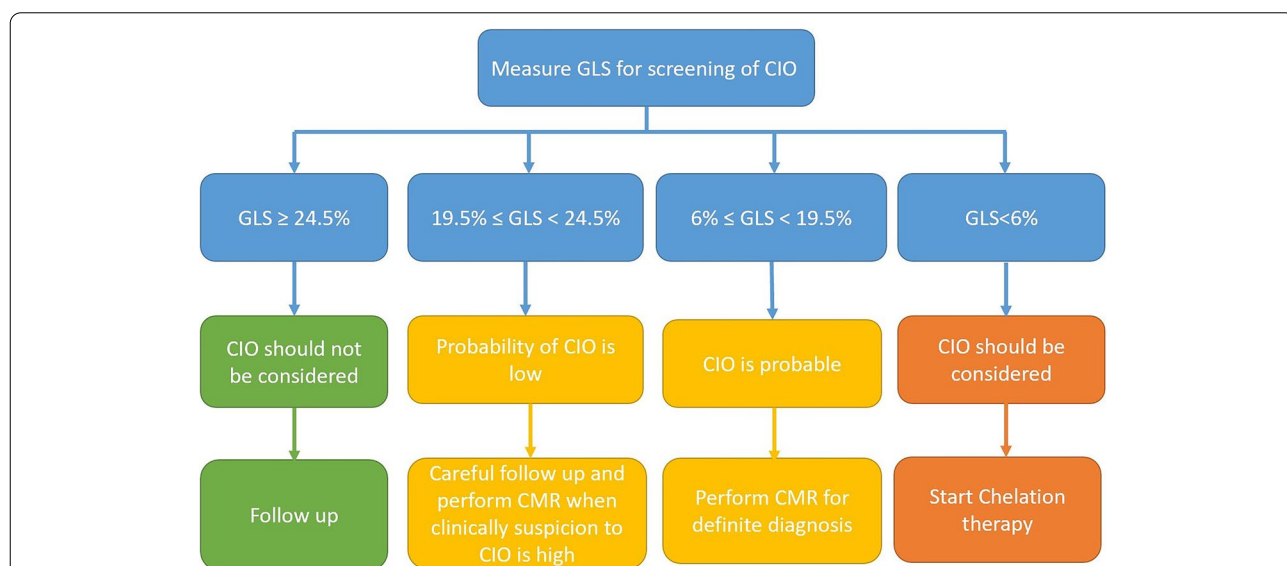 Measure GLS for screening of CIO
GLS ≥ 24.5%
19.5% ≤ GLS < 24.5%
6% ≤ GLS < 19.5%
GLS<6%
CIO should not
be considered
Probability of CIO is
low
CIO is probable
CIO should be
considered
Follow up
Careful follow up and
perform CMR when
clinically suspicion to
CIO is high
Perform CMR for
definite diagnosis
Start Chelation
therapy